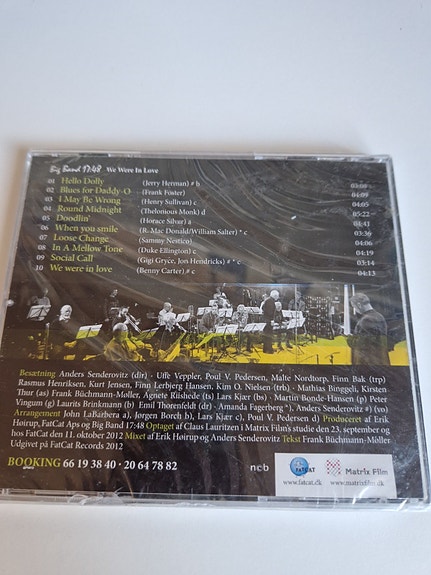 Big Band 17:48 We Were In Love
01 Hello Dolly (Jerry Herman) # b 03:09
02 Blues for Daddy-O (Frank Foster) 04:09
03 I May Be Wrong (Henry Sullivan) c 04:05
04 Round Midnight (Thelonious Monk) d 05:22
05 Doodlin' (Horace Silver) a 04:41
06 When you smile (R. Mac Donald/William Salter) * c 03:36
07 Loose Change (Sammy Nestico) 04:06
08 In A Mellow Tone (Duke Ellington) c 04:19
09 Social Call (Gigi Gryce, Jon Hendricks) # * c 03:14
10 We were in love (Benny Carter) # c 04:13
Besætning Anders Senderovitz (dir) · Uffe Veppler, Poul V. Pedersen, Malte Nordtorp, Finn Bak (trp)
Rasmus Henriksen, Kurt Jensen, Finn Lerbjerg Hansen, Kim O. Nielsen (trb) · Mathias Binggeli, Kirsten
Thur (as) Frank Büchmann-Møller, Agnete Riishede (ts) Lars Kjær (bs) · Martin Bonde-Hansen (p) Peter
Vingum (g) Laurits Brinkmann (b) Emil Thorenfeldt (dr) · Amanda Fagerberg *), Anders Senderovitz #) (vo)
Arrangement John LaBarbera a), Jørgen Borch b), Lars Kjær c), Poul V. Pedersen d) Produceret af Erik
Hoirup, FatCat Aps og Big Band 17:48 Optaget af Claus Lauritzen i Matrix Film's studie den 23. september og
hos FatCat den 11. oktober 2012 Mixet af Erik Hoirup og Anders Senderovitz Tekst Frank Büchmann-Møller
Udgivet på FatCat Records 2012
BOOKING 66 19 38 40 · 20 64 78 82
ncb
FATCAT
www.fatcat.dk
Matrix Film
www.matrixfilm.dk